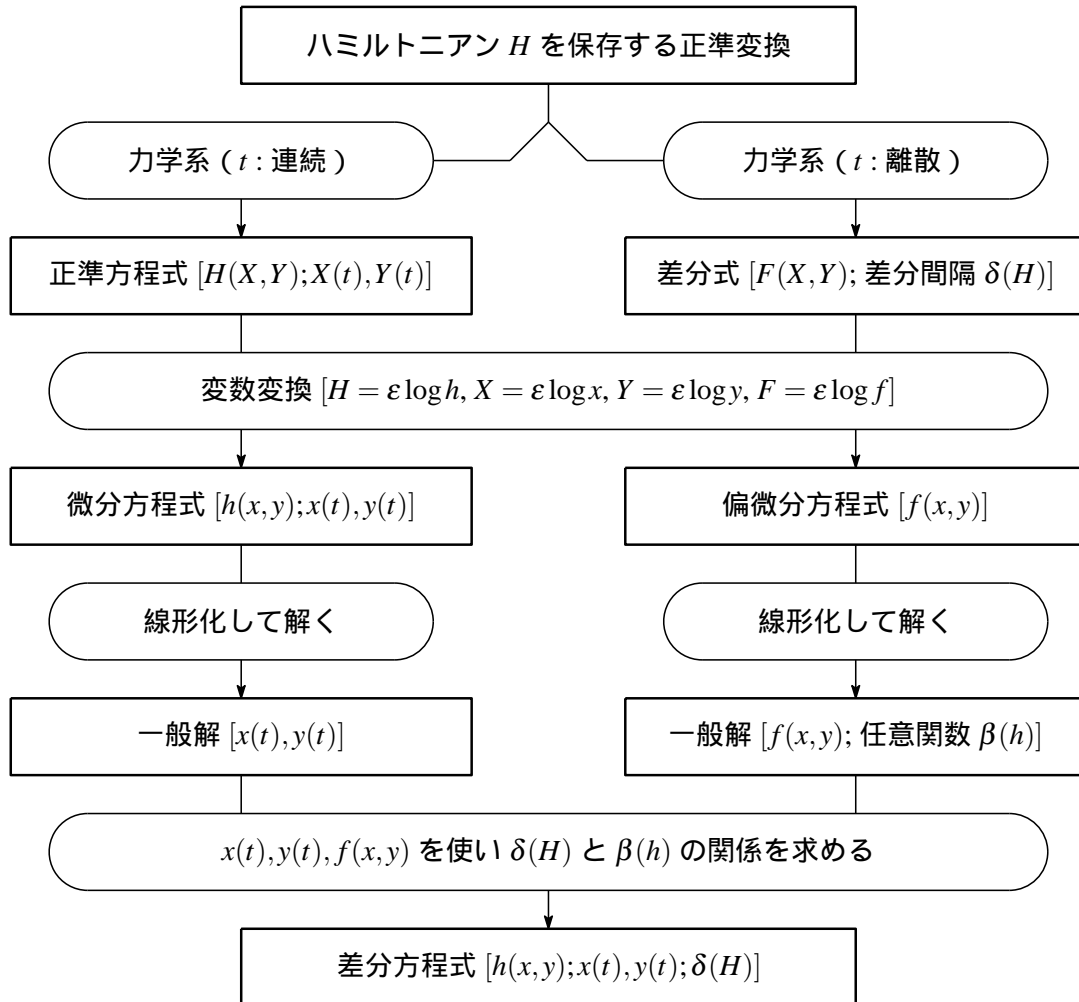 ハミルトニアン H を保存する正準変換
力学系 ( t : 連続 )
力学系 ( t : 離散 )
正準方程式 [H(X,Y);X(t),Y(t)]
差分式 [F(X,Y); 差分間隔 δ(H)]
変数変換 [H = ε log h, X = ε log x, Y = ε log y, F = ε log f]
微分方程式 [h(x,y);x(t),y(t)]
偏微分方程式 [f(x,y)]
線形化して解く
線形化して解く
一般解 [x(t),y(t)]
一般解 [f(x,y); 任意関数 β(h)]
x(t),y(t), f(x,y) を使い δ(H) と β(h) の関係を求める
差分方程式 [h(x,y);x(t),y(t);δ(H)]